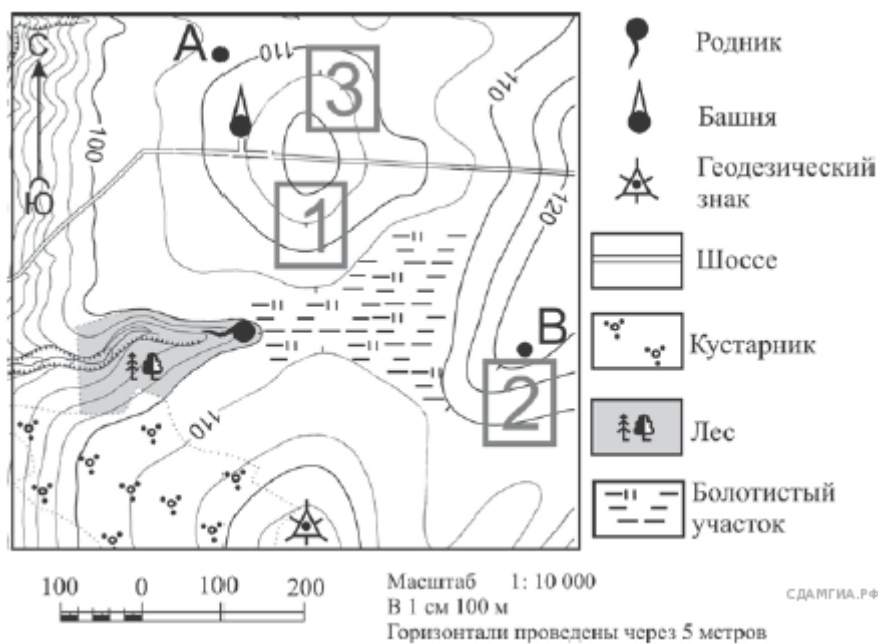 А
110
С
3
110
100
Ю
1
120
В
2
110
Родник
Башня
Геодезический
знак
Шоссе
Кустарник
Лес
Болотистый
участок
100 0 100 200
Масштаб 1: 10 000
В 1 см 100 м
Горизонтали проведены через 5 метров
СДАМГИА.РФ